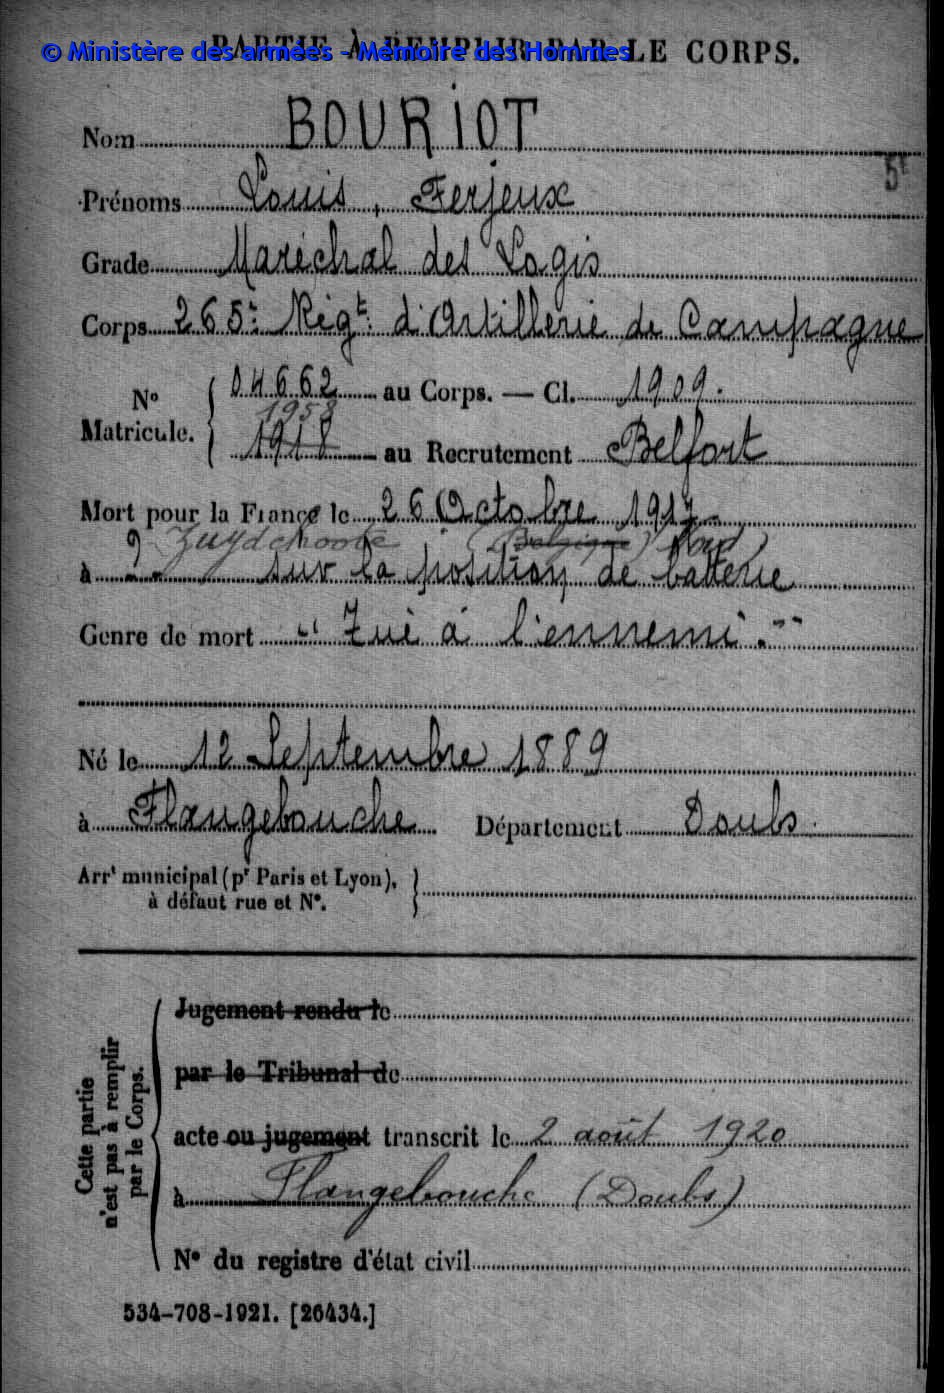 © Ministère des armées - Mémoire des Hommes
PARTIE À REMPLIR PAR LE CORPS.
Nom BOURIOT
5E
Prénoms Louis, Ferjeux
Grade Maréchal des Logis
Corps 265e Régt d'Artillerie de Campagne
N° Matricule. { 04662 au Corps. — Cl. 1909.
1958
1918 au Recrutement Belfort
Mort pour la France le 26 Octobre 1917
Zuydchoote (Belgique)
à ? sur la position de batterie
Genre de mort "Tué à l'ennemi."
Né le 12 Septembre 1889
à Flangebouche Département Doubs.
Arrt municipal (pr Paris et Lyon),
à défaut rue et N°.
Cette partie
n'est pas à remplir
par le Corps.
Jugement rendu le
par le Tribunal de
acte ou jugement transcrit le 2 août 1920
à Flangebouche (Doubs)
N° du registre d'état civil
534-708-1921. [26434.]